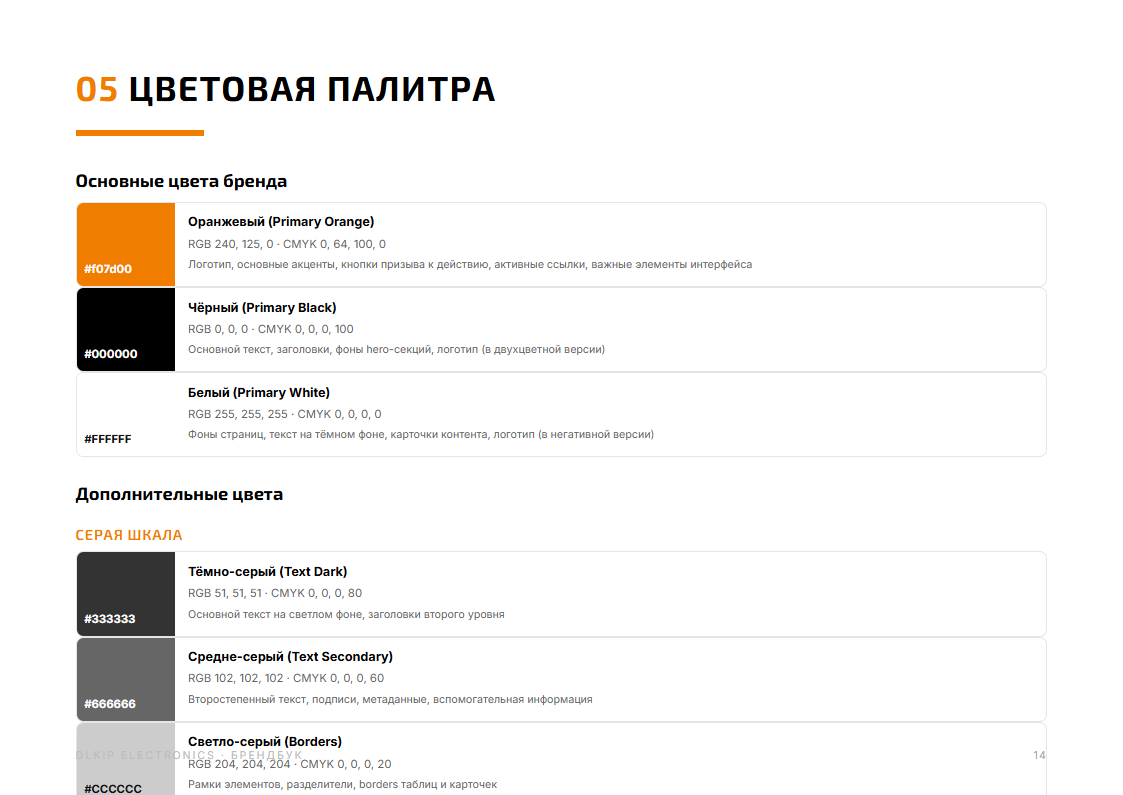 05 ЦВЕТОВАЯ ПАЛИТРА
Основные цвета бренда
#f07d00
Оранжевый (Primary Orange)
RGB 240, 125, 0 · CMYK 0, 64, 100, 0
Логотип, основные акценты, кнопки призыва к действию, активные ссылки, важные элементы интерфейса
#000000
Чёрный (Primary Black)
RGB 0, 0, 0 · CMYK 0, 0, 0, 100
Основной текст, заголовки, фоны hero-секций, логотип (в двухцветной версии)
#FFFFFF
Белый (Primary White)
RGB 255, 255, 255 · CMYK 0, 0, 0, 0
Фоны страниц, текст на тёмном фоне, карточки контента, логотип (в негативной версии)
Дополнительные цвета
СЕРАЯ ШКАЛА
#333333
Тёмно-серый (Text Dark)
RGB 51, 51, 51 · CMYK 0, 0, 0, 80
Основной текст на светлом фоне, заголовки второго уровня
#666666
Средне-серый (Text Secondary)
RGB 102, 102, 102 · CMYK 0, 0, 0, 60
Второстепенный текст, подписи, метаданные, вспомогательная информация
#CCCCCC
Светло-серый (Borders)
RGB 204, 204, 204 · CMYK 0, 0, 0, 20
Рамки элементов, разделители, borders таблиц и карточек
OLKIP ELECTRONICS · БРЕНДБУК
14